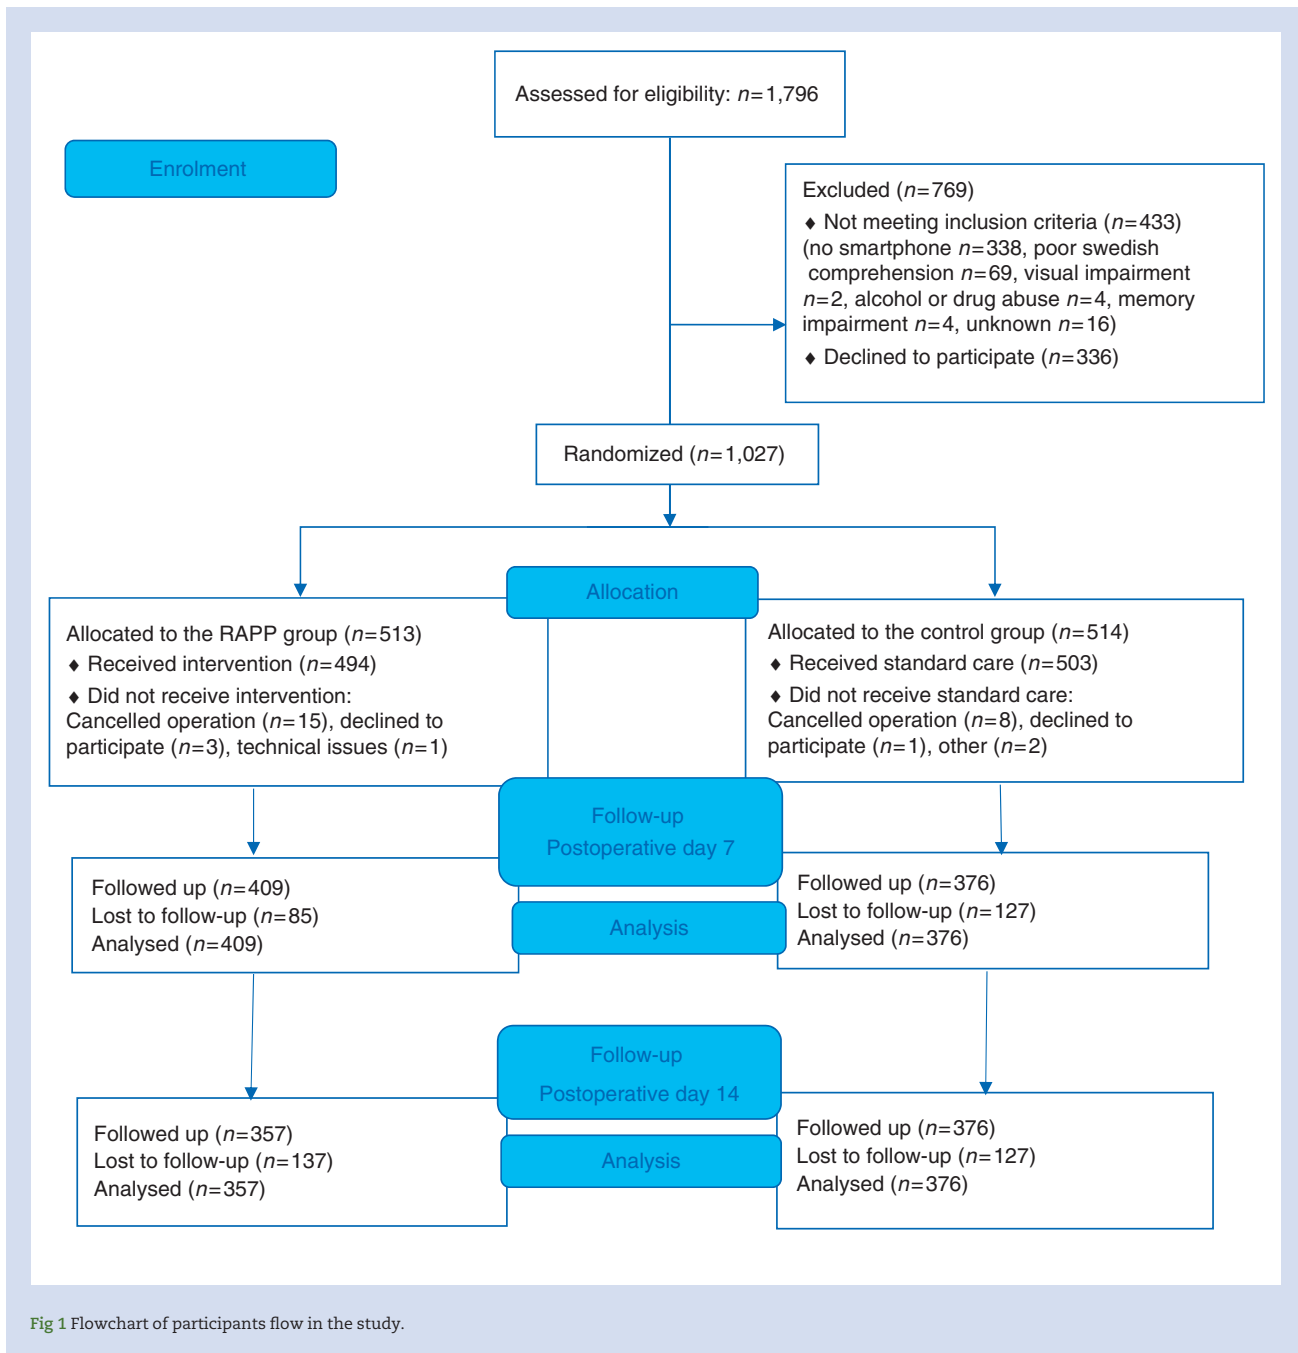 Assessed for eligibility: n=1,796
Enrolment
Excluded (n=769)
♦ Not meeting inclusion criteria (n=433)
(no smartphone n=338, poor swedish
comprehension n=69, visual impairment
n=2, alcohol or drug abuse n=4, memory
impairment n=4, unknown n=16)
♦ Declined to participate (n=336)
Randomized (n=1,027)
Allocation
Allocated to the RAPP group (n=513)
♦ Received intervention (n=494)
♦ Did not receive intervention:
Cancelled operation (n=15), declined to
participate (n=3), technical issues (n=1)
Allocated to the control group (n=514)
♦ Received standard care (n=503)
♦ Did not receive standard care:
Cancelled operation (n=8), declined to
participate (n=1), other (n=2)
Follow-up
Postoperative day 7
Followed up (n=409)
Lost to follow-up (n=85)
Analysed (n=409)
Analysis
Followed up (n=376)
Lost to follow-up (n=127)
Analysed (n=376)
Follow-up
Postoperative day 14
Followed up (n=357)
Lost to follow-up (n=137)
Analysed (n=357)
Analysis
Followed up (n=376)
Lost to follow-up (n=127)
Analysed (n=376)
Fig 1 Flowchart of participants flow in the study.